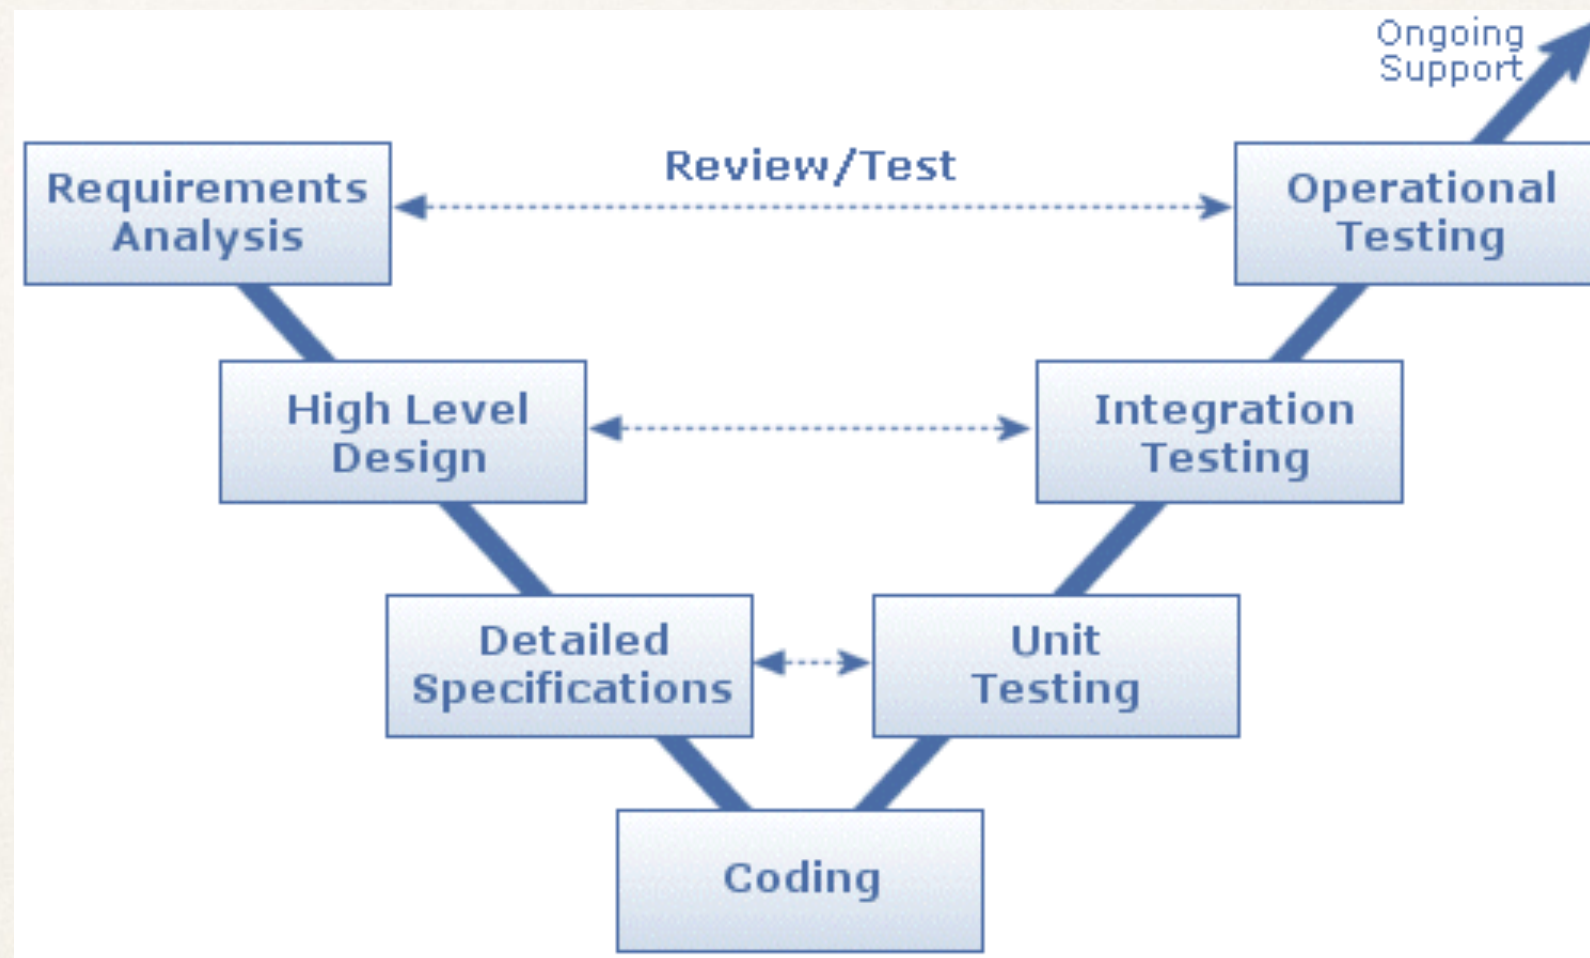 Ongoing
Support
Requirements
Analysis
Review/Test
Operational
Testing
High Level
Design
Integration
Testing
Detailed
Specifications
Unit
Testing
Coding